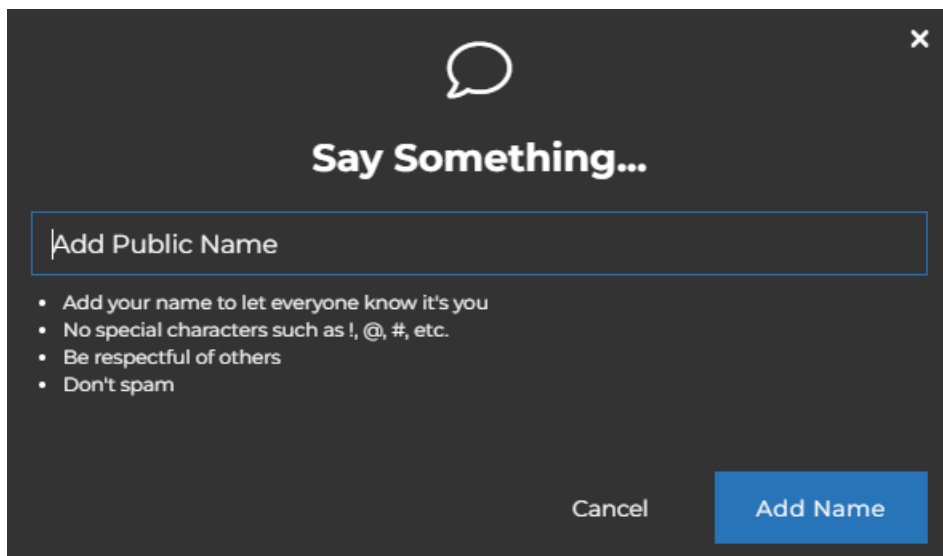 Say Something...
Add Public Name
• Add your name to let everyone know it's you
• No special characters such as !, @, #, etc.
• Be respectful of others
• Don't spam
Cancel
Add Name